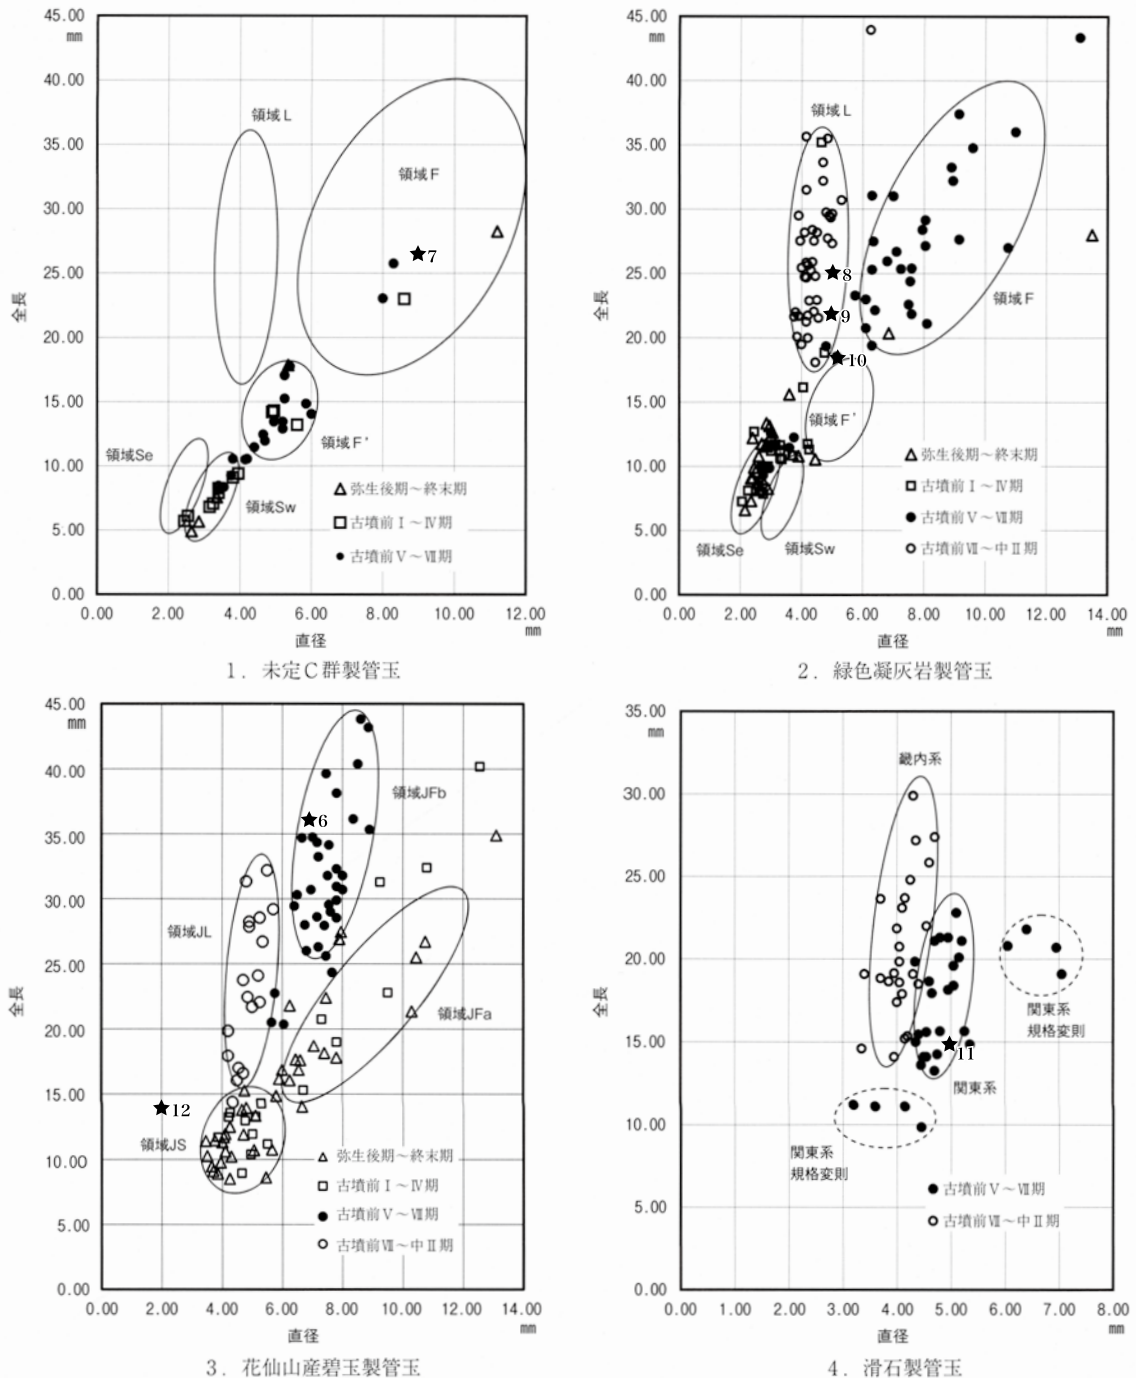 45.00
mm
40.00
35.00
30.00
25.00
20.00
15.00
10.00
5.00
0.00
全長
領域L
領域F
7
領域F'
領域Se
領域Sw
弥生後期～終末期
古墳前Ⅰ～Ⅳ期
古墳前Ⅴ～Ⅶ期
0.00 2.00 4.00 6.00 8.00 10.00 12.00
mm
直径
1. 未定C群製管玉
45.00
mm
40.00
35.00
30.00
25.00
20.00
15.00
10.00
5.00
0.00
全長
領域L
8
9
10
領域F
領域F'
領域Se
領域Sw
弥生後期～終末期
古墳前Ⅰ～Ⅳ期
古墳前Ⅴ～Ⅶ期
古墳前Ⅶ～中Ⅱ期
0.00 2.00 4.00 6.00 8.00 10.00 12.00 14.00
mm
直径
2. 緑色凝灰岩製管玉
45.00
mm
40.00
35.00
30.00
25.00
20.00
15.00
10.00
5.00
0.00
全長
領域JFb
6
領域JL
領域JFa
12
領域JS
弥生後期～終末期
古墳前Ⅰ～Ⅳ期
古墳前Ⅴ～Ⅶ期
古墳前Ⅶ～中Ⅱ期
0.00 2.00 4.00 6.00 8.00 10.00 12.00 14.00
mm
直径
3. 花仙山産碧玉製管玉
35.00
mm
30.00
25.00
20.00
15.00
10.00
5.00
0.00
全長
畿内系
関東系
規格変則
11
関東系
関東系
規格変則
古墳前Ⅴ～Ⅶ期
古墳前Ⅶ～中Ⅱ期
0.00 1.00 2.00 3.00 4.00 5.00 6.00 7.00 8.00
mm
直径
4. 滑石製管玉